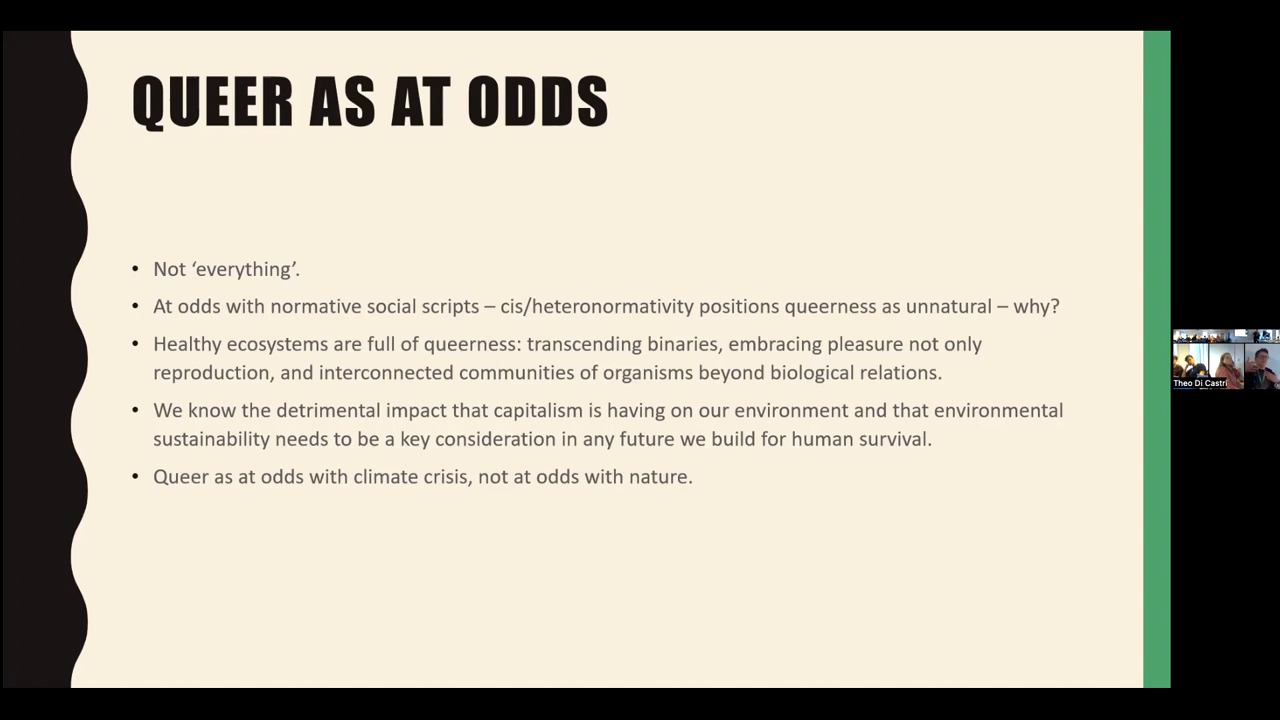 QUEER AS AT ODDS
• Not ‘everything’.
• At odds with normative social scripts – cis/heteronormativity positions queerness as unnatural – why?
• Healthy ecosystems are full of queerness: transcending binaries, embracing pleasure not only
reproduction, and interconnected communities of organisms beyond biological relations.
• We know the detrimental impact that capitalism is having on our environment and that environmental
sustainability needs to be a key consideration in any future we build for human survival.
• Queer as at odds with climate crisis, not at odds with nature.
Theo Di Castri